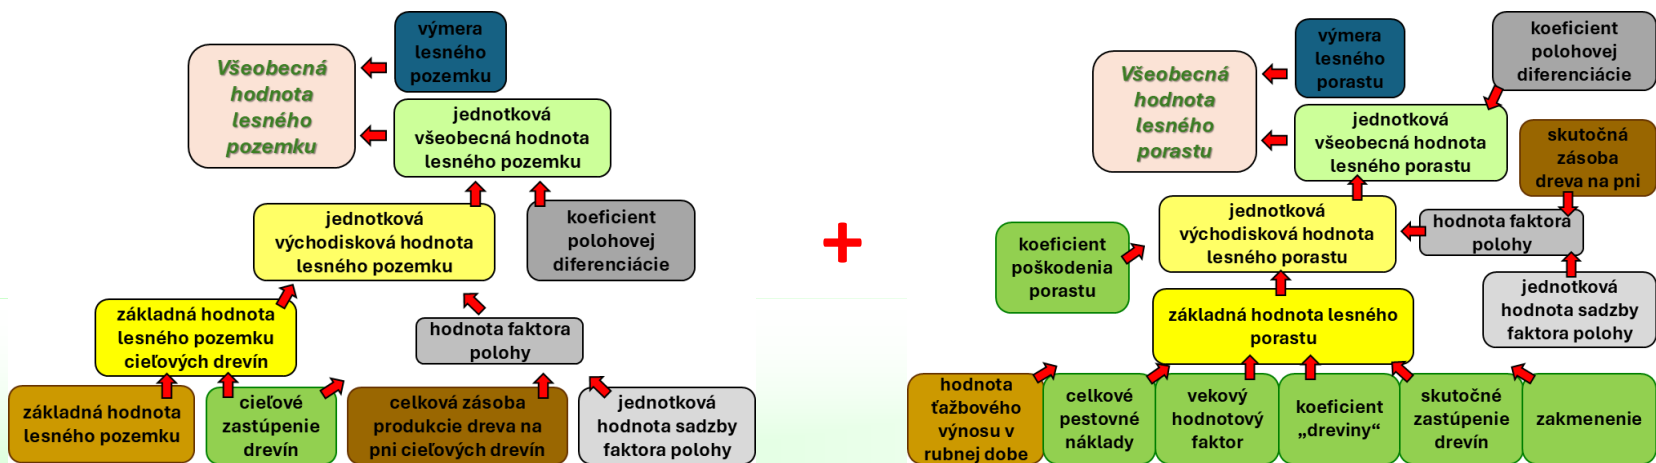 výmera
lesného
pozemku
Všeobecná
hodnota
lesného
pozemku
jednotková
všeobecná hodnota
lesného pozemku
jednotková
východisková hodnota
lesného pozemku
koeficient
polohovej
diferenciácie
základná hodnota
lesného pozemku
cieľových drevín
hodnota faktora
polohy
základná hodnota
lesného pozemku
cieľové
zastúpenie
drevín
celková zásoba
produkcie dreva na
pni cieľových drevín
jednotková
hodnota sadzby
faktora polohy
+
výmera
lesného
porastu
koeficient
polohovej
diferenciácie
Všeobecná
hodnota
lesného
porastu
jednotková
všeobecná hodnota
lesného porastu
skutočná
zásoba
dreva na pni
jednotková
východisková hodnota
lesného porastu
hodnota faktora
polohy
koeficient
poškodenia
porastu
jednotková
hodnota sadzby
faktora polohy
základná hodnota lesného
porastu
hodnota
ťažbového
výnosu v
rubnej dobe
celkové
pestovné
náklady
vekový
hodnotový
faktor
koeficient
„dreviny“
skutočné
zastúpenie
drevín
zakmenenie